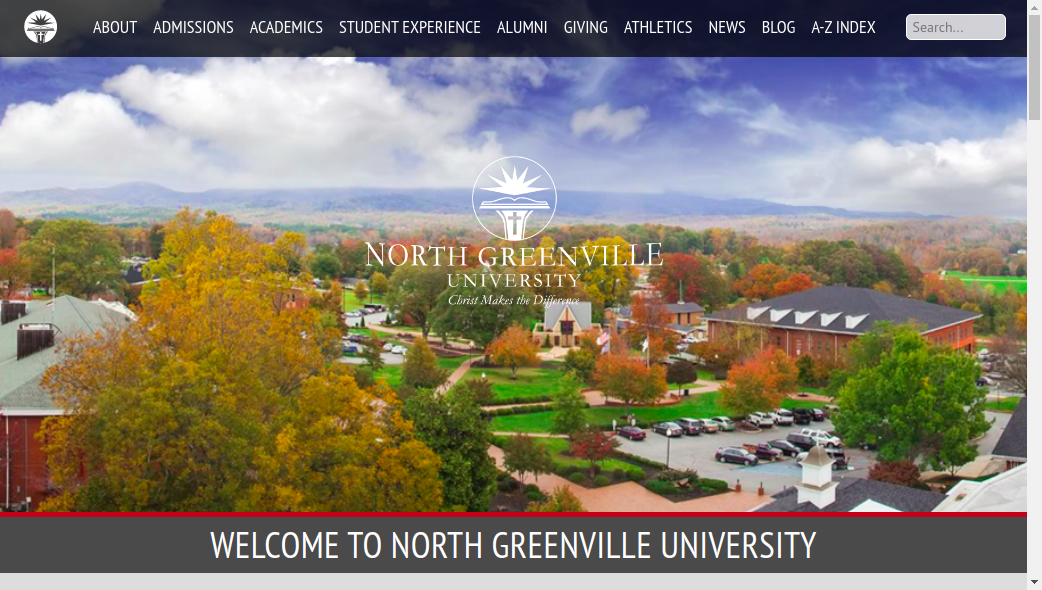 ABOUT ADMISSIONS ACADEMICS STUDENT EXPERIENCE ALUMNI GIVING ATHLETICS NEWS BLOG A-Z INDEX Search...
NORTH GREENVILLE
UNIVERSITY
Christ Makes the Difference
WELCOME TO NORTH GREENVILLE UNIVERSITY